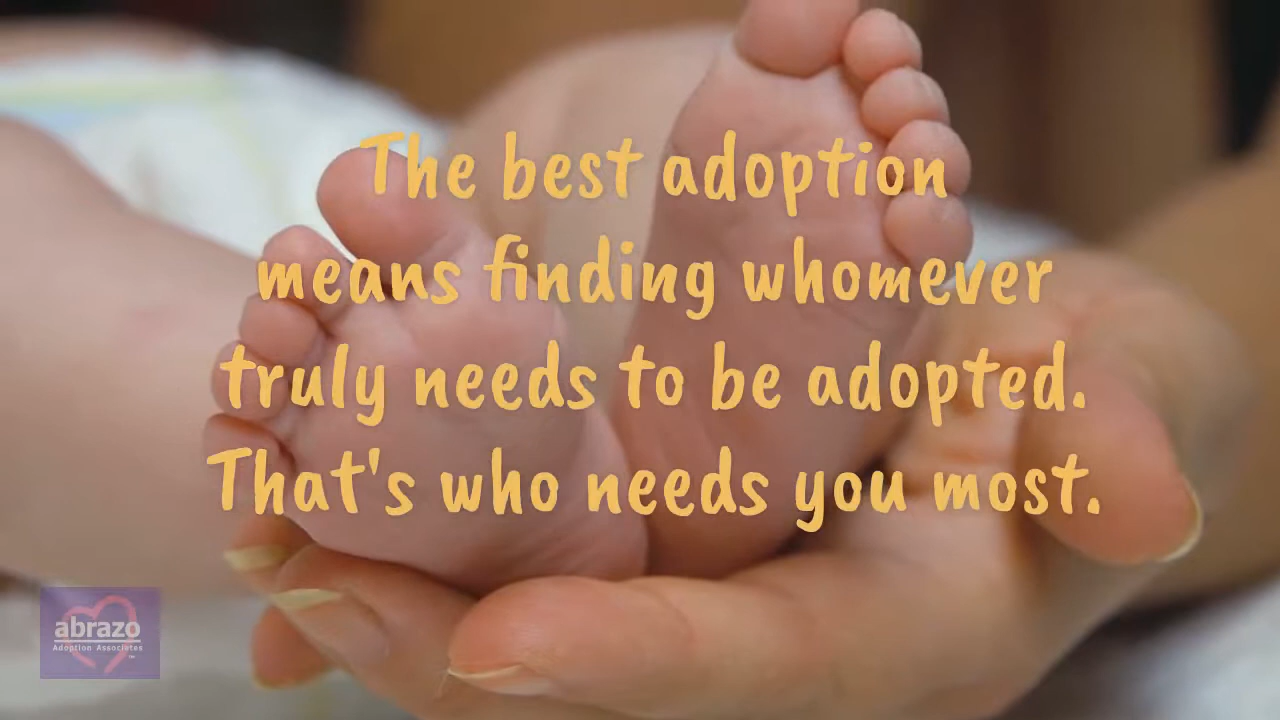 The best adoption
means finding whomever
truly needs to be adopted.
That's who needs you most.
abrazo
Adoption Associates
™